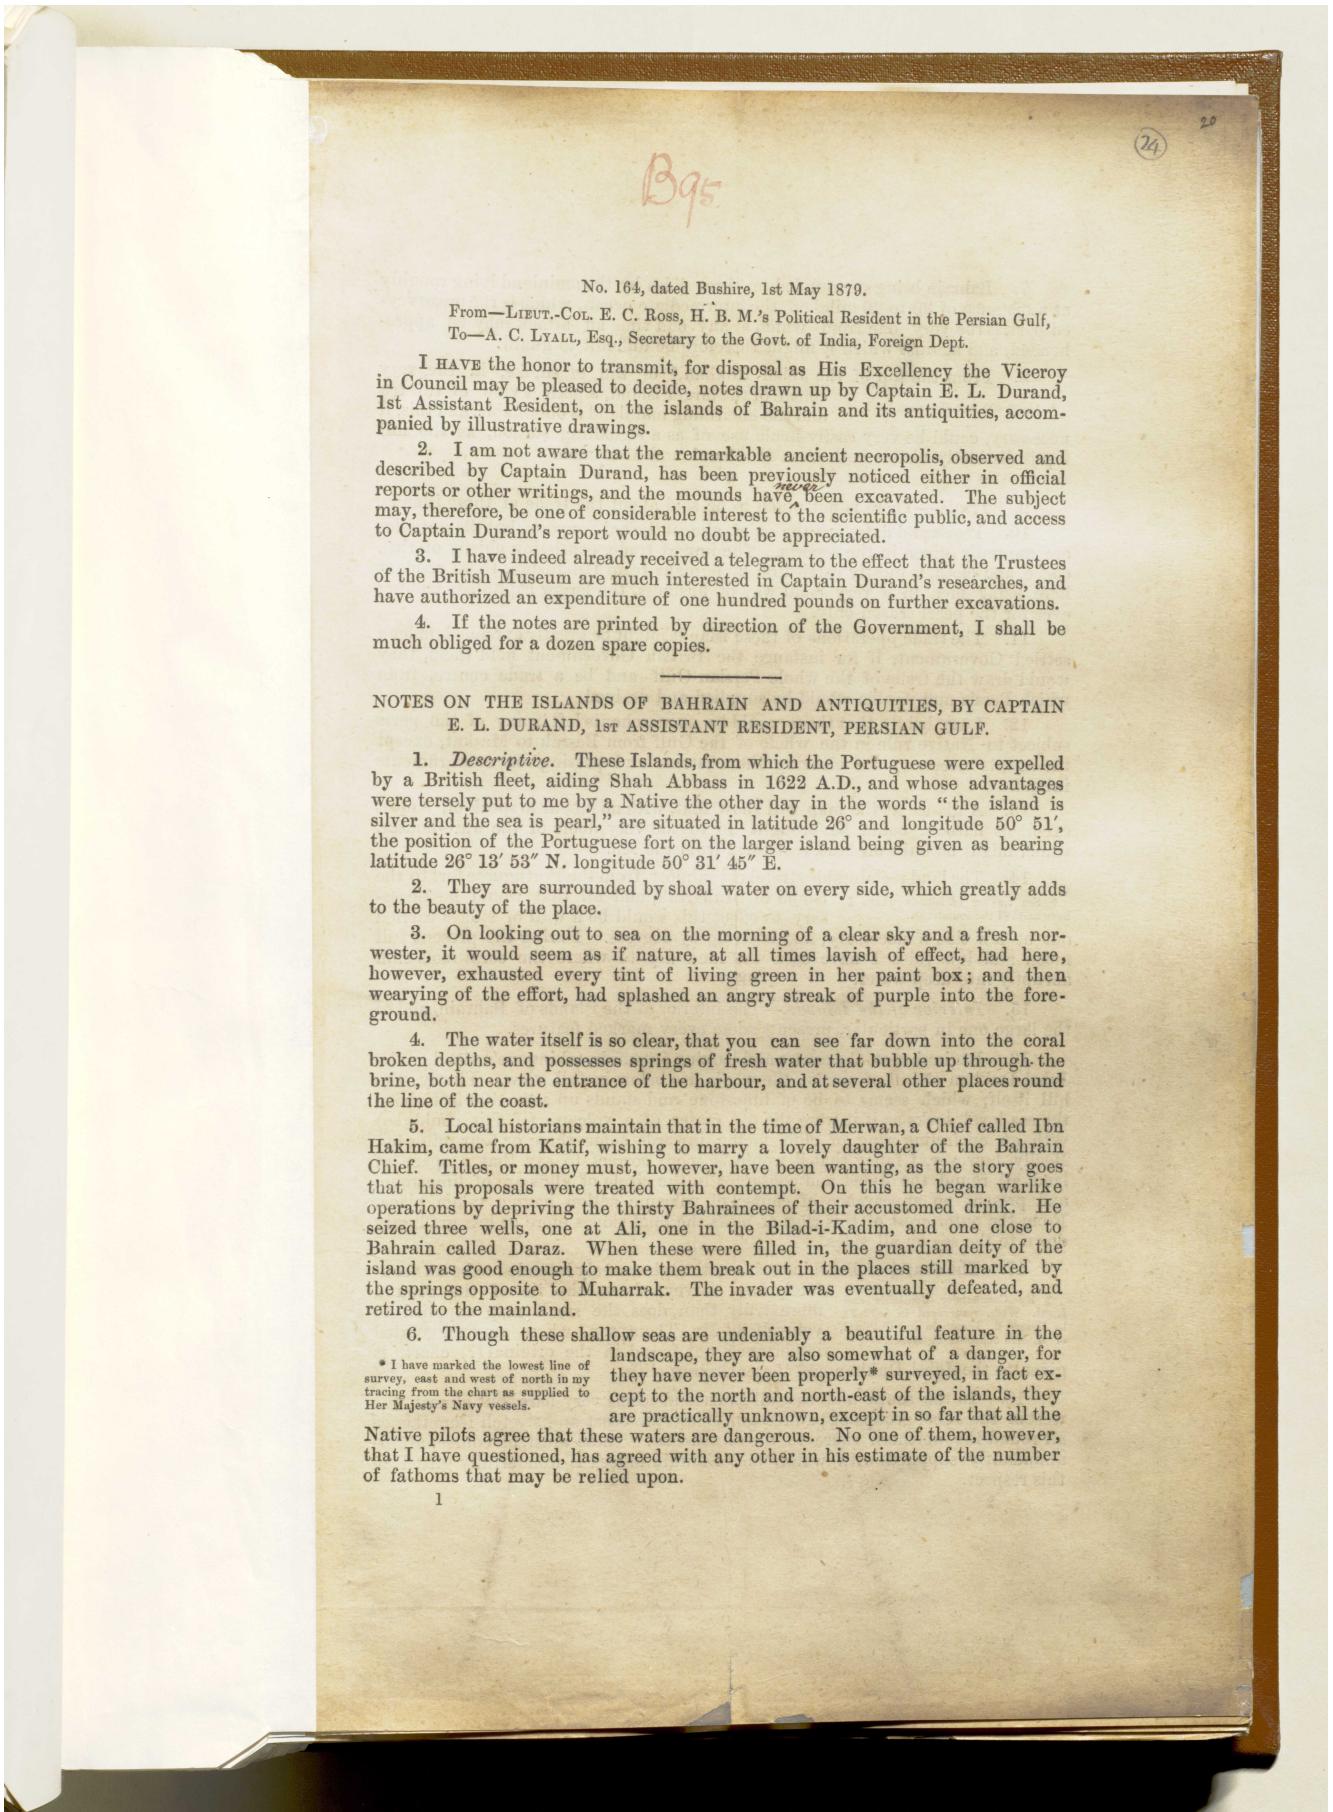 20
24
B95
No. 164, dated Bushire, 1st May 1879.
From—LIEUT.-COL. E. C. ROSS, H. B. M.'s Political Resident in the Persian Gulf,
To—A. C. LYALL, Esq., Secretary to the Govt. of India, Foreign Dept.
I HAVE the honor to transmit, for disposal as His Excellency the Viceroy
in Council may be pleased to decide, notes drawn up by Captain E. L. Durand,
1st Assistant Resident, on the islands of Bahrain and its antiquities, accom-
panied by illustrative drawings.
2. I am not aware that the remarkable ancient necropolis, observed and
described by Captain Durand, has been previously noticed either in official
reports or other writings, and the mounds have never been excavated. The subject
may, therefore, be one of considerable interest to the scientific public, and access
to Captain Durand's report would no doubt be appreciated.
3. I have indeed already received a telegram to the effect that the Trustees
of the British Museum are much interested in Captain Durand's researches, and
have authorized an expenditure of one hundred pounds on further excavations.
4. If the notes are printed by direction of the Government, I shall be
much obliged for a dozen spare copies.
NOTES ON THE ISLANDS OF BAHRAIN AND ANTIQUITIES, BY CAPTAIN
E. L. DURAND, 1ST ASSISTANT RESIDENT, PERSIAN GULF.
1. Descriptive. These Islands, from which the Portuguese were expelled
by a British fleet, aiding Shah Abbass in 1622 A.D., and whose advantages
were tersely put to me by a Native the other day in the words "the island is
silver and the sea is pearl," are situated in latitude 26° and longitude 50° 51′,
the position of the Portuguese fort on the larger island being given as bearing
latitude 26° 13′ 53″ N. longitude 50° 31′ 45″ E.
2. They are surrounded by shoal water on every side, which greatly adds
to the beauty of the place.
3. On looking out to sea on the morning of a clear sky and a fresh nor-
wester, it would seem as if nature, at all times lavish of effect, had here,
however, exhausted every tint of living green in her paint box; and then
wearying of the effort, had splashed an angry streak of purple into the fore-
ground.
4. The water itself is so clear, that you can see far down into the coral
broken depths, and possesses springs of fresh water that bubble up through the
brine, both near the entrance of the harbour, and at several other places round
the line of the coast.
5. Local historians maintain that in the time of Merwan, a Chief called Ibn
Hakim, came from Katif, wishing to marry a lovely daughter of the Bahrain
Chief. Titles, or money must, however, have been wanting, as the story goes
that his proposals were treated with contempt. On this he began warlike
operations by depriving the thirsty Bahrainees of their accustomed drink. He
seized three wells, one at Ali, one in the Bilad-i-Kadim, and one close to
Bahrain called Daraz. When these were filled in, the guardian deity of the
island was good enough to make them break out in the places still marked by
the springs opposite to Muharrak. The invader was eventually defeated, and
retired to the mainland.
6. Though these shallow seas are undeniably a beautiful feature in the
landscape, they are also somewhat of a danger, for
they have never been properly* surveyed, in fact ex-
cept to the north and north-east of the islands, they
are practically unknown, except in so far that all the
* I have marked the lowest line of
survey, east and west of north in my
tracing from the chart as supplied to
Her Majesty's Navy vessels.
Native pilots agree that these waters are dangerous. No one of them, however,
that I have questioned, has agreed with any other in his estimate of the number
of fathoms that may be relied upon.
1